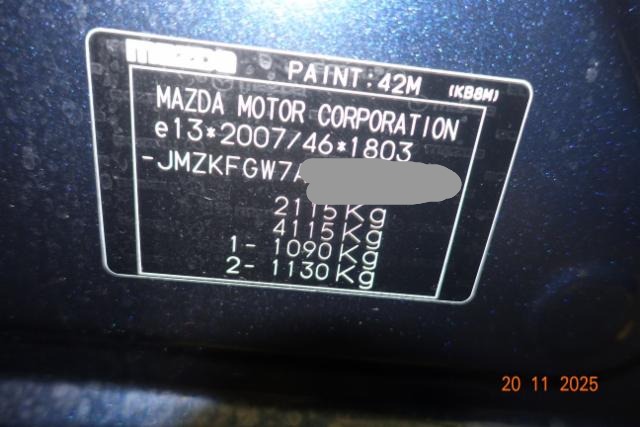 mazda PAINT:42M (KB8M)
MAZDA MOTOR CORPORATION
e13*2007/46*1803
-JMZKFGW7A
2115Kg
4115Kg
1- 1090Kg
2- 1130Kg
20 11 2025